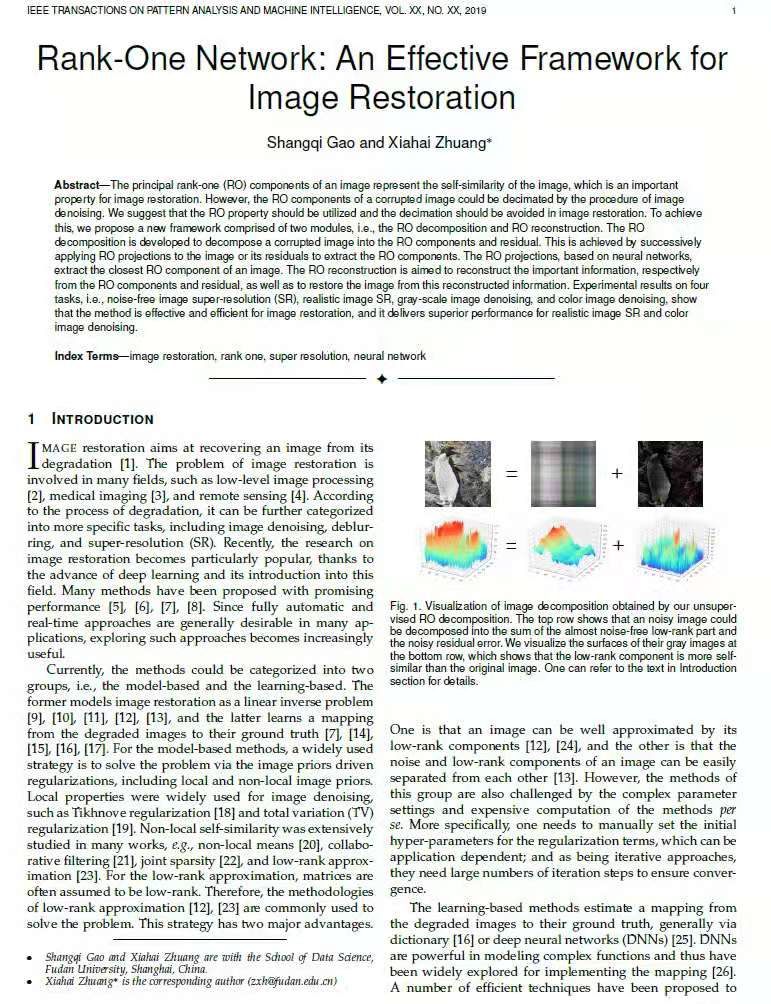 IEEE TRANSACTIONS ON PATTERN ANALYSIS AND MACHINE INTELLIGENCE, VOL. XX, NO. XX, 2019 1
Rank-One Network: An Effective Framework for
Image Restoration
Shangqi Gao and Xiahai Zhuang*
Abstract—The principal rank-one (RO) components of an image represent the self-similarity of the image, which is an important
property for image restoration. However, the RO components of a corrupted image could be decimated by the procedure of image
denoising. We suggest that the RO property should be utilized and the decimation should be avoided in image restoration. To achieve
this, we propose a new framework comprised of two modules, i.e., the RO decomposition and RO reconstruction. The RO
decomposition is developed to decompose a corrupted image into the RO components and residual. This is achieved by successively
applying RO projections to the image or its residuals to extract the RO components. The RO projections, based on neural networks,
extract the closest RO component of an image. The RO reconstruction is aimed to reconstruct the important information, respectively
from the RO components and residual, as well as to restore the image from this reconstructed information. Experimental results on four
tasks, i.e., noise-free image super-resolution (SR), realistic image SR, gray-scale image denoising, and color image denoising, show
that the method is effective and efficient for image restoration, and it delivers superior performance for realistic image SR and color
image denoising.
Index Terms—image restoration, rank one, super resolution, neural network
1 INTRODUCTION
IMAGE restoration aims at recovering an image from its
degradation [1]. The problem of image restoration is
involved in many fields, such as low-level image processing
[2], medical imaging [3], and remote sensing [4]. According
to the process of degradation, it can be further categorized
into more specific tasks, including image denoising, deblur-
ring, and super-resolution (SR). Recently, the research on
image restoration becomes particularly popular, thanks to
the advance of deep learning and its introduction into this
field. Many methods have been proposed with promising
performance [5], [6], [7], [8]. Since fully automatic and
real-time approaches are generally desirable in many ap-
plications, exploring such approaches becomes increasingly
useful.
Currently, the methods could be categorized into two
groups, i.e., the model-based and the learning-based. The
former models image restoration as a linear inverse problem
[9], [10], [11], [12], [13], and the latter learns a mapping
from the degraded images to their ground truth [7], [14],
[15], [16], [17]. For the model-based methods, a widely used
strategy is to solve the problem via the image priors driven
regularizations, including local and non-local image priors.
Local properties were widely used for image denoising,
such as Tikhnove regularization [18] and total variation (TV)
regularization [19]. Non-local self-similarity was extensively
studied in many works, e.g., non-local means [20], collabo-
rative filtering [21], joint sparsity [22], and low-rank approx-
imation [23]. For the low-rank approximation, matrices are
often assumed to be low-rank. Therefore, the methodologies
of low-rank approximation [12], [23] are commonly used to
solve the problem. This strategy has two major advantages.
• Shangqi Gao and Xiahai Zhuang are with the School of Data Science,
Fudan University, Shanghai, China.
• Xiahai Zhuang* is the corresponding author (zxh@fudan.edu.cn)
= +
= +
Fig. 1. Visualization of image decomposition obtained by our unsuper-
vised RO decomposition. The top row shows that an noisy image could
be decomposed into the sum of the almost noise-free low-rank part and
the noisy residual error. We visualize the surfaces of their gray images at
the bottom row, which shows that the low-rank component is more self-
similar than the original image. One can refer to the text in Introduction
section for details.
One is that an image can be well approximated by its
low-rank components [12], [24], and the other is that the
noise and low-rank components of an image can be easily
separated from each other [13]. However, the methods of
this group are also challenged by the complex parameter
settings and expensive computation of the methods per
se. More specifically, one needs to manually set the initial
hyper-parameters for the regularization terms, which can be
application dependent; and as being iterative approaches,
they need large numbers of iteration steps to ensure conver-
gence.
The learning-based methods estimate a mapping from
the degraded images to their ground truth, generally via
dictionary [16] or deep neural networks (DNNs) [25]. DNNs
are powerful in modeling complex functions and thus have
been widely explored for implementing the mapping [26].
A number of efficient techniques have been proposed to